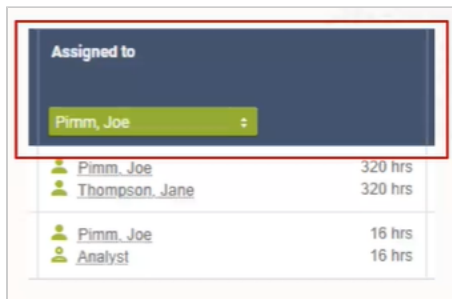 Assigned to
Pimm, Joe
Pimm, Joe 320 hrs
Thompson, Jane 320 hrs
Pimm, Joe 16 hrs
Analyst 16 hrs